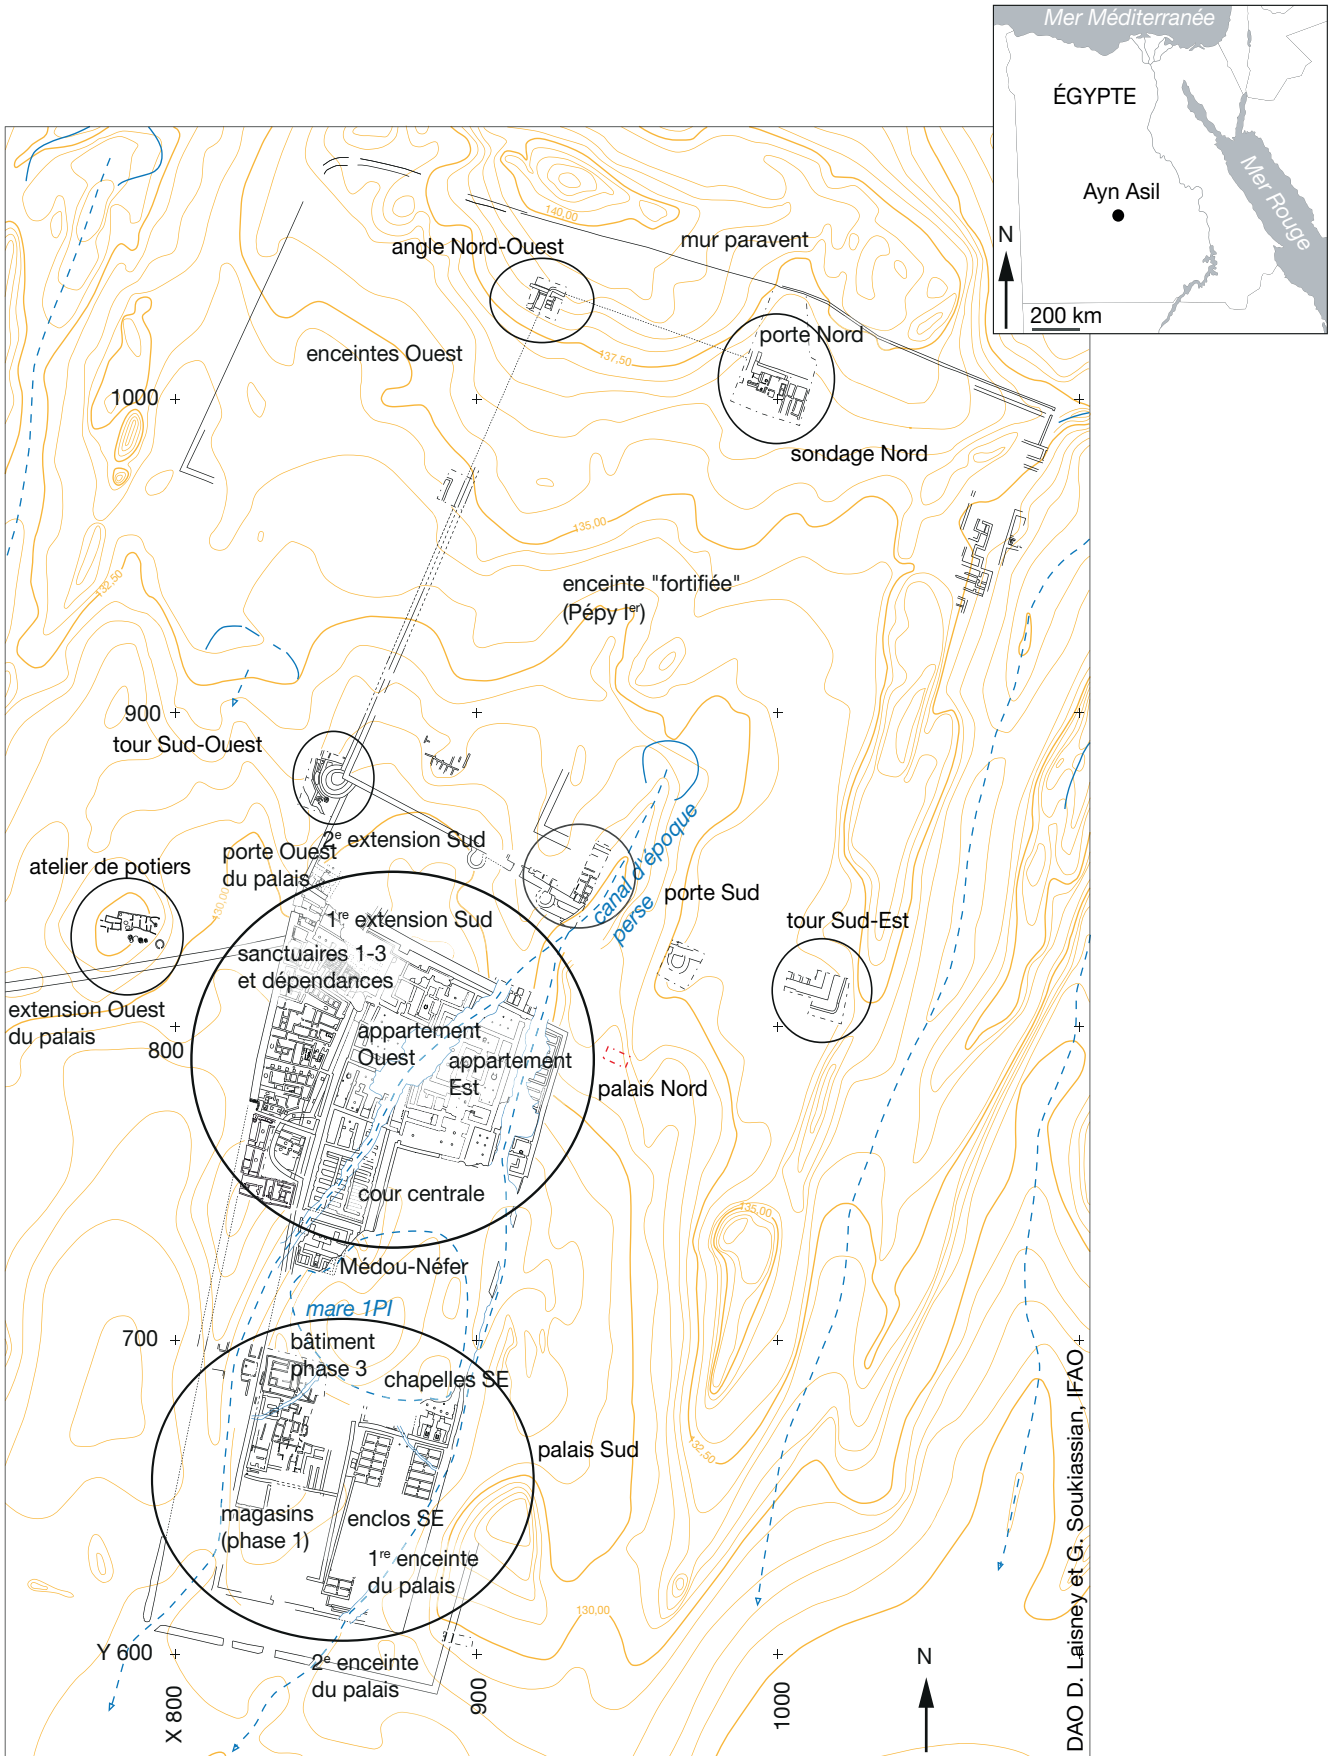 Mer Méditerranée
ÉGYPTE
Ayn Asil
Mer Rouge
N
200 km
140,00
mur paravent
angle Nord-Ouest
porte Nord
enceintes Ouest
137,50
1000
sondage Nord
135,00
132,50
enceinte "fortifiée"
(Pépy Iᵉʳ)
900
tour Sud-Ouest
2ᵉ extension Sud
porte Ouest
du palais
atelier de potiers
canal d'époque
perse
porte Sud
130,00
1ʳᵉ extension Sud
tour Sud-Est
sanctuaires 1-3
et dépendances
extension Ouest
du palais
800
appartement
Ouest
appartement
Est
palais Nord
cour centrale
135,00
Médou-Néfer
mare 1PI
700
bâtiment
phase 3
chapelles SE
palais Sud
132,50
magasins
(phase 1)
enclos SE
1ʳᵉ enceinte
du palais
130,00
Y 600
2ᵉ enceinte
du palais
N
X 800
900
1000
DAO D. Laisney et G. Soukiassian, IFAO